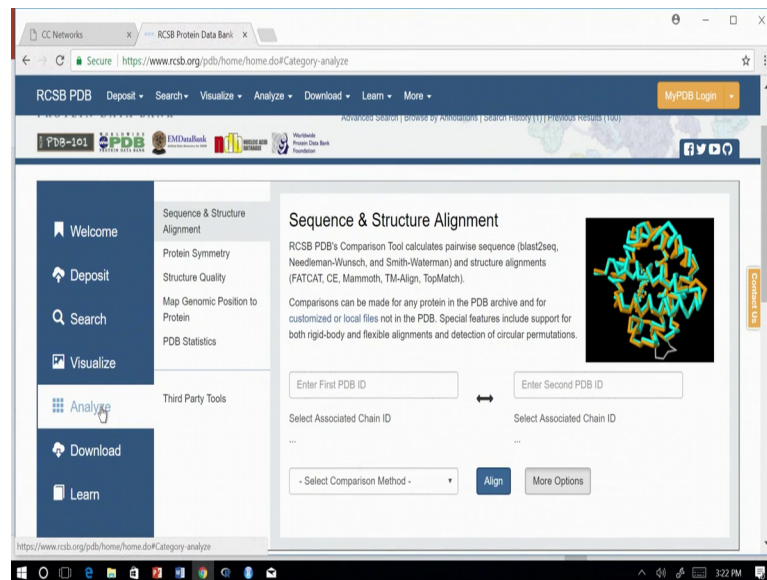 CC Networks
RCSB Protein Data Bank
Secure https://www.rcsb.org/pdb/home/home.do#Category-analyze
RCSB PDB Deposit Search Visualize Analyze Download Learn More MyPDB Login
Advanced Search | Browse by Annotations | Search History (1) | Previous Results (100)
PDB-101
PDB
EMDataBank
NUCLEIC ACID
DATABASE
Worldwide
Protein Data Bank
Foundation
Welcome
Deposit
Search
Visualize
Analyze
Download
Learn
Sequence & Structure
Alignment
Protein Symmetry
Structure Quality
Map Genomic Position to
Protein
PDB Statistics
Third Party Tools
Sequence & Structure Alignment
RCSB PDB's Comparison Tool calculates pairwise sequence (blast2seq,
Needleman-Wunsch, and Smith-Waterman) and structure alignments
(FATCAT, CE, Mammoth, TM-Align, TopMatch).
Comparisons can be made for any protein in the PDB archive and for
customized or local files not in the PDB. Special features include support for
both rigid-body and flexible alignments and detection of circular permutations.
Enter First PDB ID
Enter Second PDB ID
Select Associated Chain ID
Select Associated Chain ID
...
...
- Select Comparison Method -
Align
More Options
Contact Us
https://www.rcsb.org/pdb/home/home.do#Category-analyze
3:22 PM